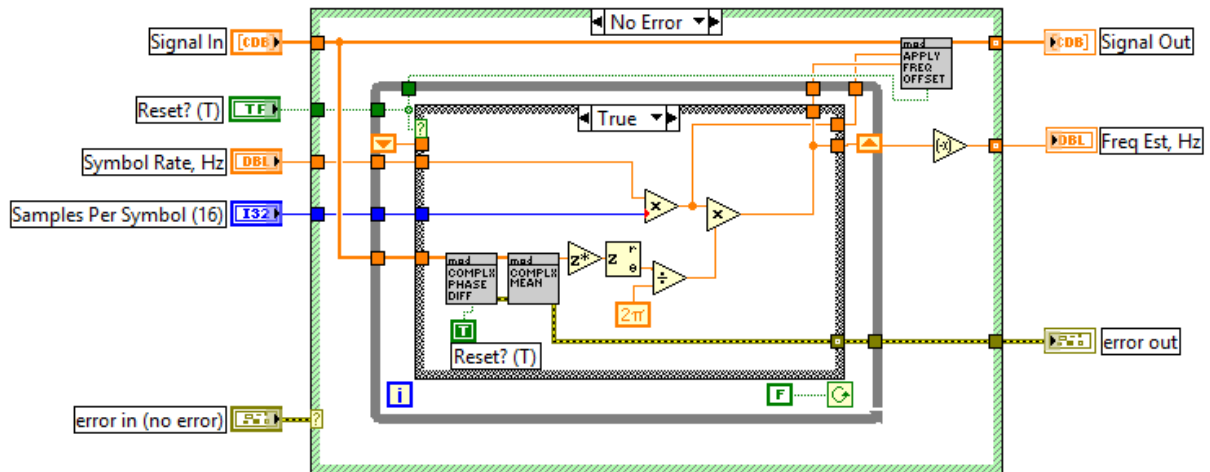 No Error
Signal In
[CDB]
mod
APPLY
FREQ
OFFSET
[CDB]
Signal Out
Reset? (T)
TF
True
?
Symbol Rate, Hz
DBL
(-x)
DBL
Freq Est, Hz
Samples Per Symbol (16)
I32
x
x
mod
COMPLX
PHASE
DIFF
mod
COMPLX
MEAN
z*
z
r
θ
÷
2π
T
Reset? (T)
error out
i
F
error in (no error)
?